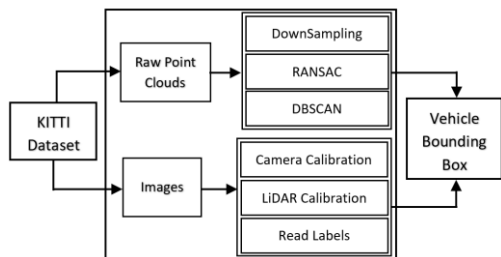 KITTI
Dataset
Raw Point
Clouds
Images
DownSampling
RANSAC
DBSCAN
Camera Calibration
LiDAR Calibration
Read Labels
Vehicle
Bounding
Box